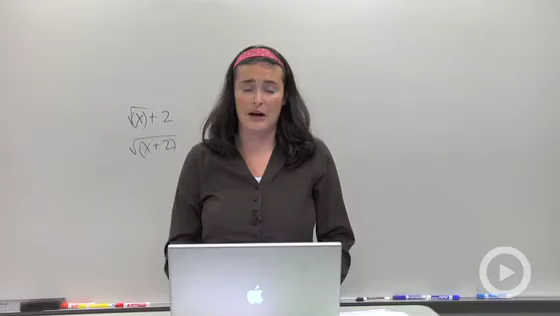 √(x) + 2
√(x + 2)